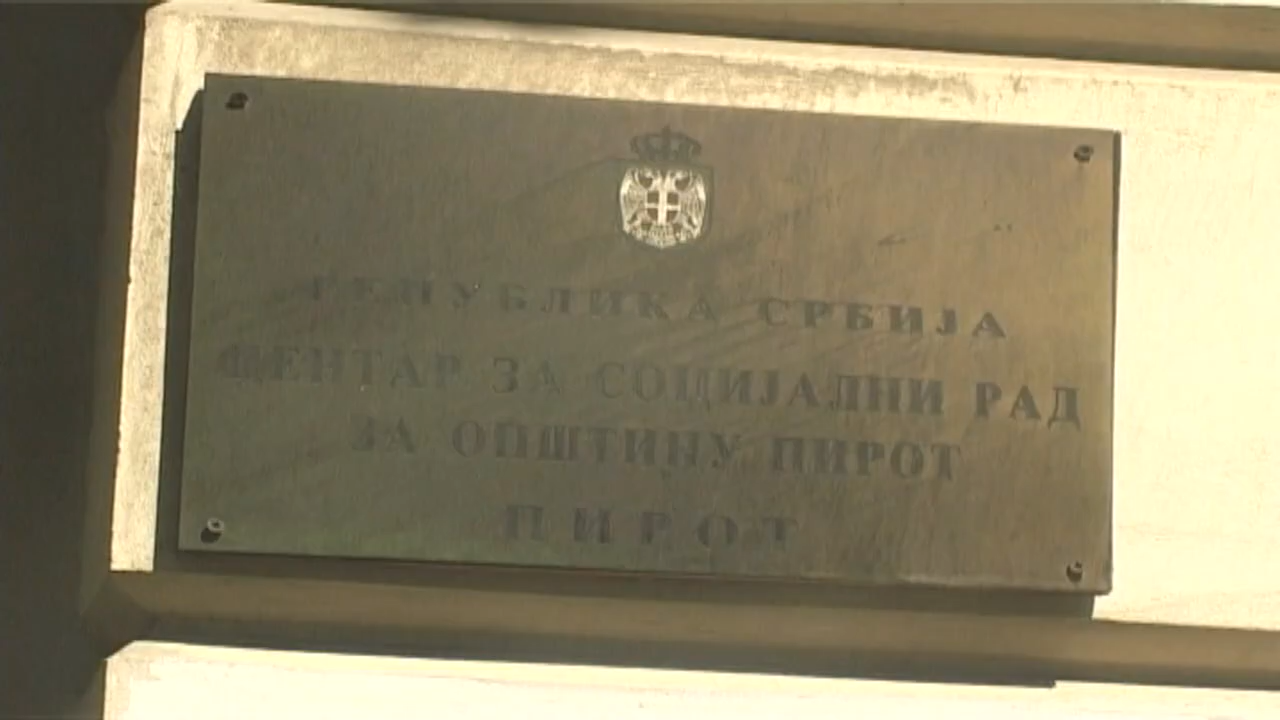 РЕПУБЛИКА СРБИЈА
ЦЕНТАР ЗА СОЦИЈАЛНИ РАД
ЗА ОПШТИНУ ПИРОТ
ПИРОТ